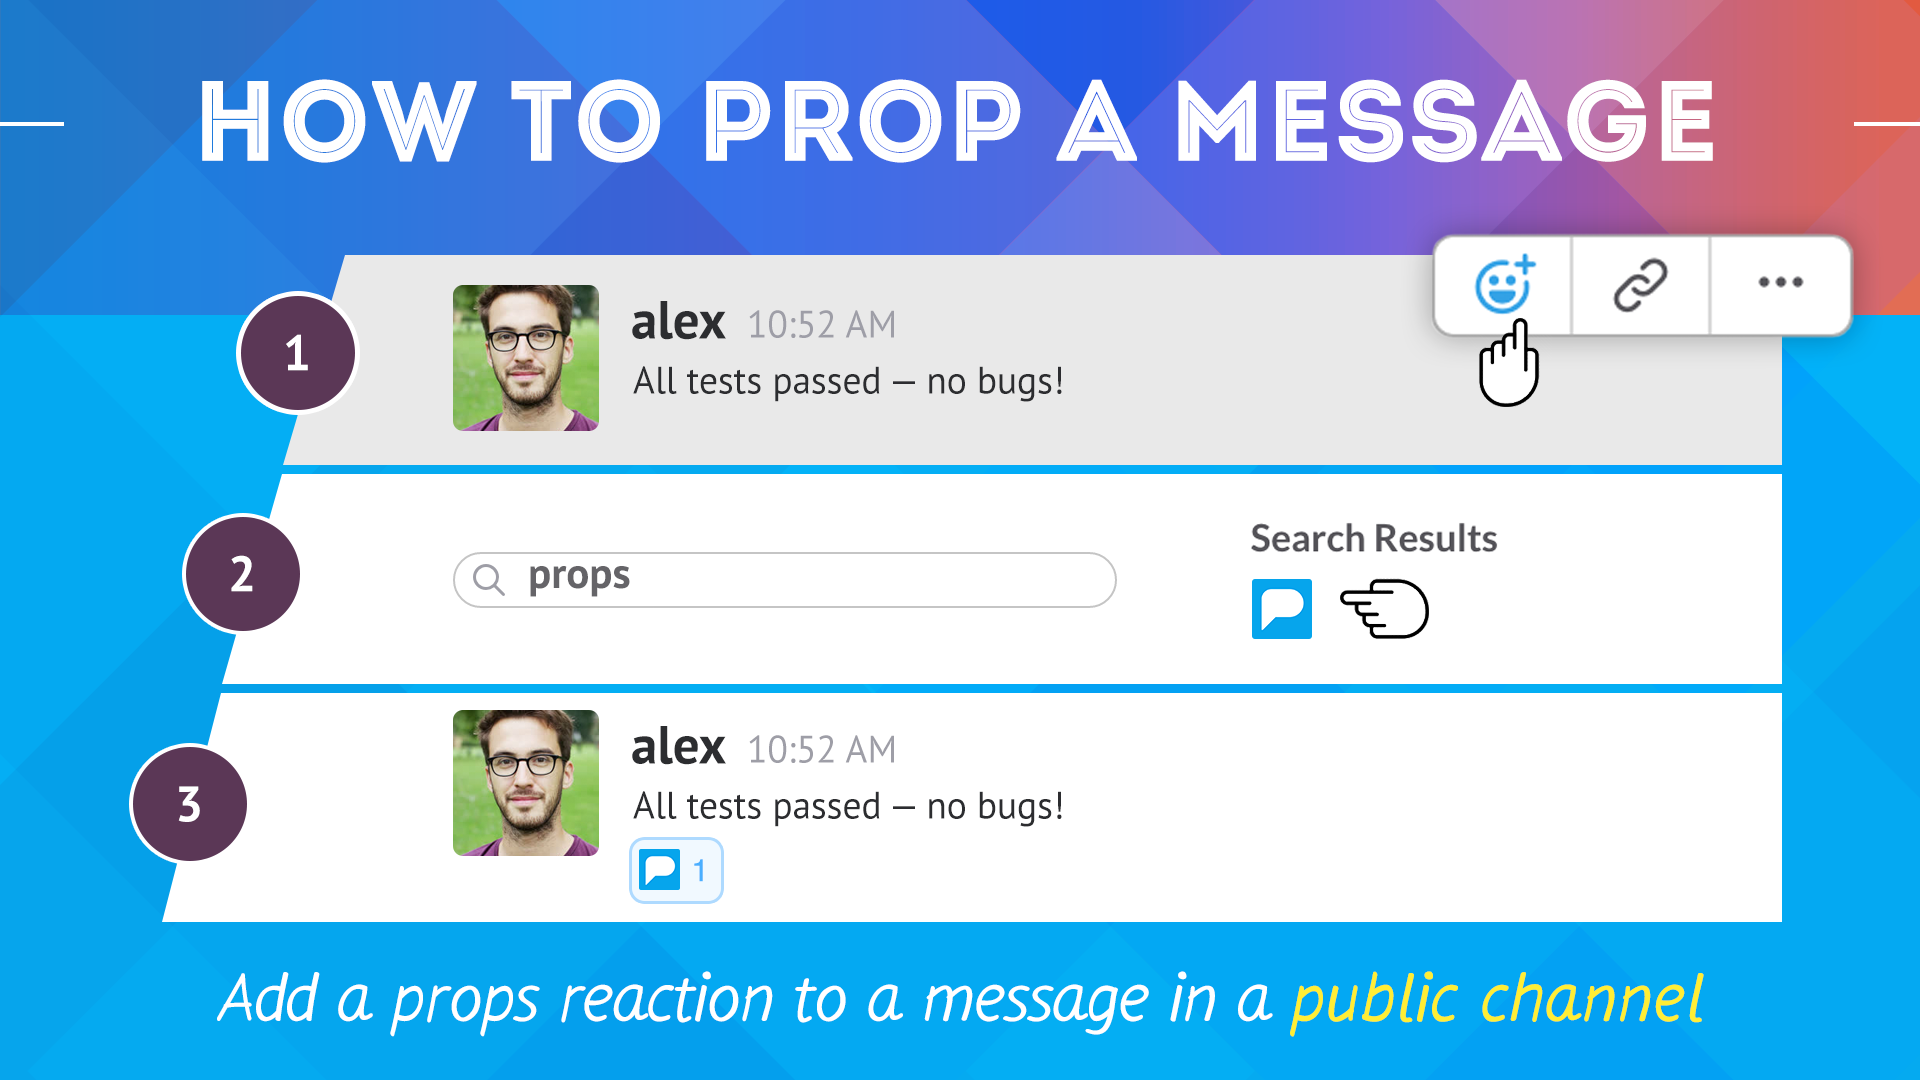 HOW TO PROP A MESSAGE
1
alex 10:52 AM
All tests passed — no bugs!
2
props
Search Results
3
alex 10:52 AM
All tests passed — no bugs!
1
Add a props reaction to a message in a public channel